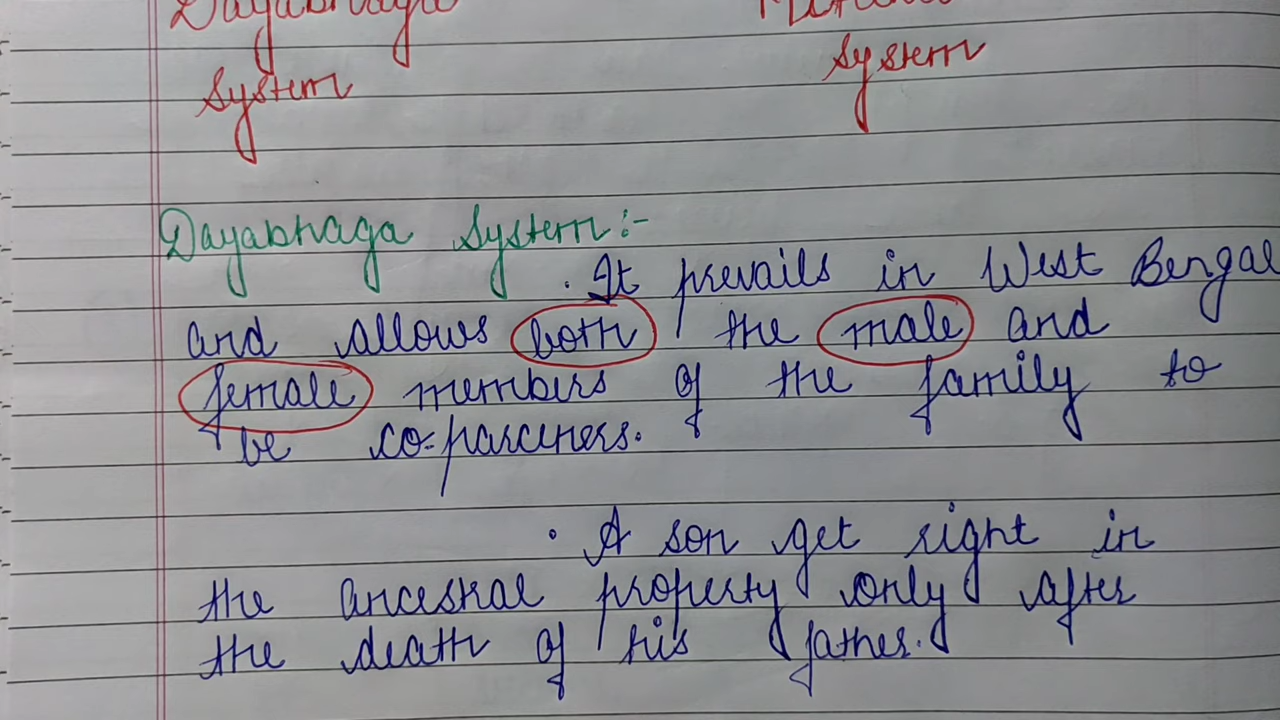 Dayabhaga
System System
Dayabhaga System:-
· It prevails in West Bengal
and allows both the male and
female members of the family to
be co-parceners.
· A son get right in
the ancestral property only after
the death of his father.